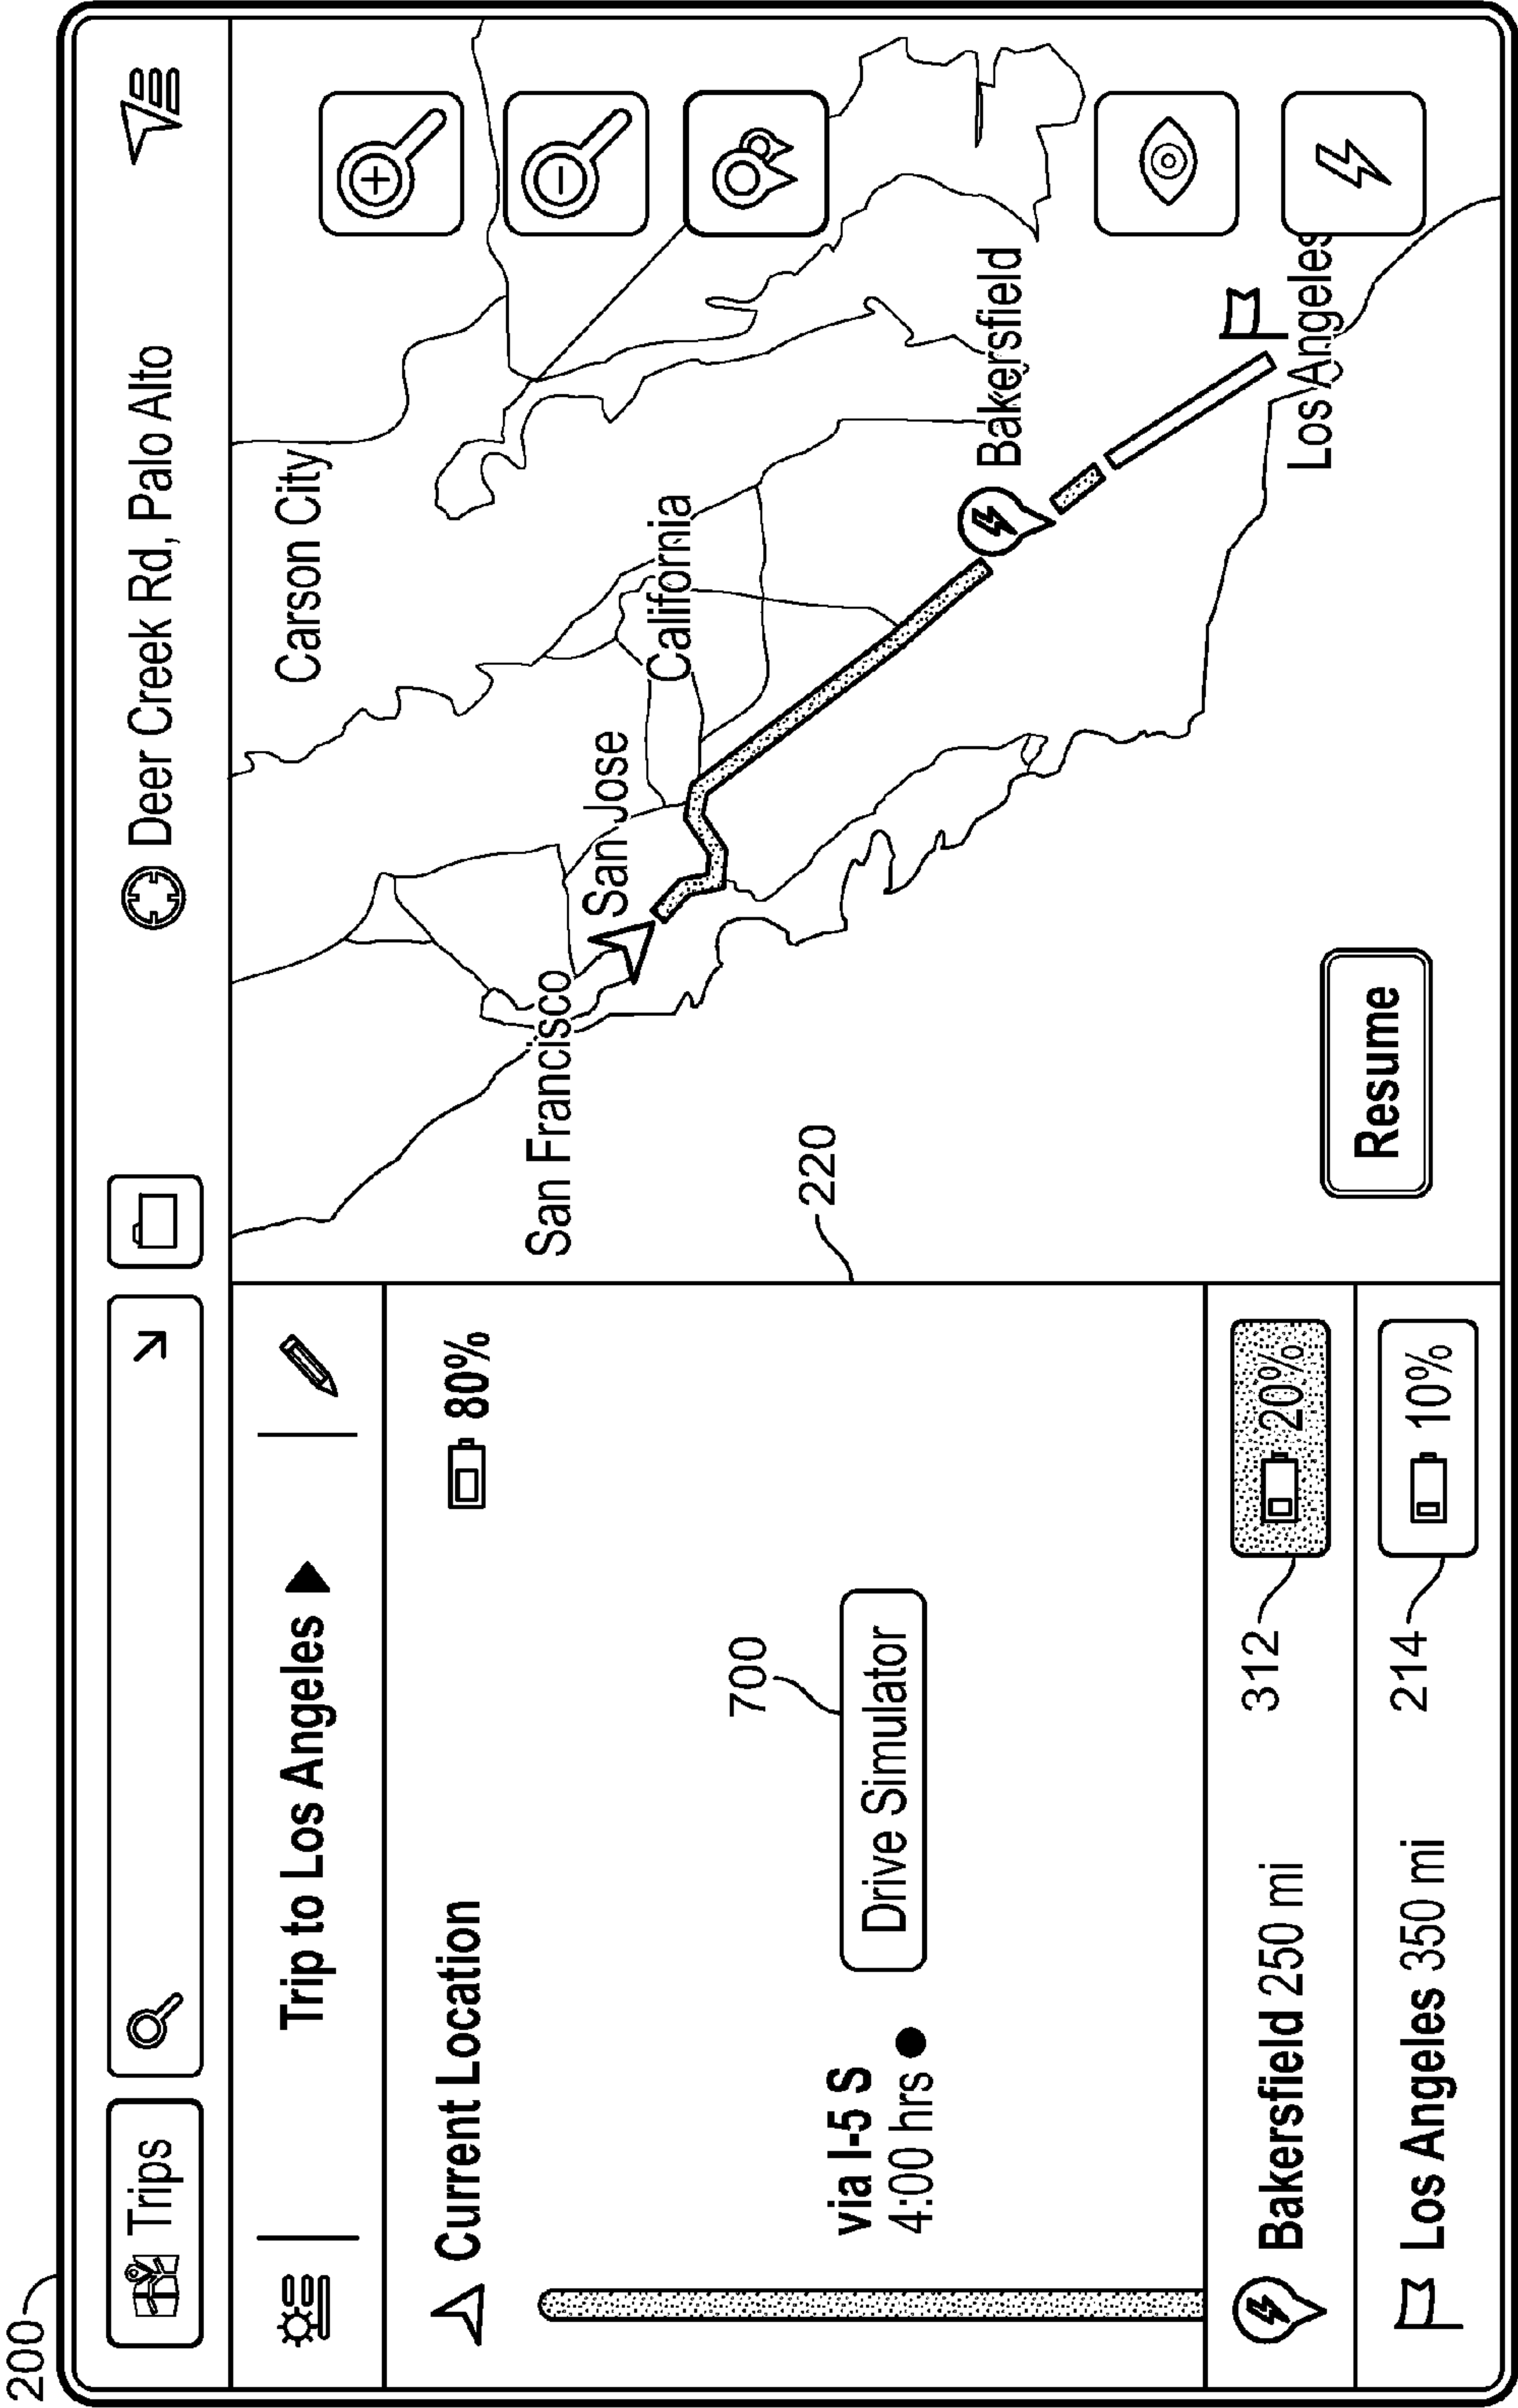 200
Trips
Deer Creek Rd, Palo Alto
Trip to Los Angeles
Current Location
80%
700
via I-5 S
4:00 hrs
Drive Simulator
Bakersfield 250 mi
312
20%
Los Angeles 350 mi
214
10%
Carson City
San Francisco
San Jose
California
220
Bakersfield
Los Angeles
Resume